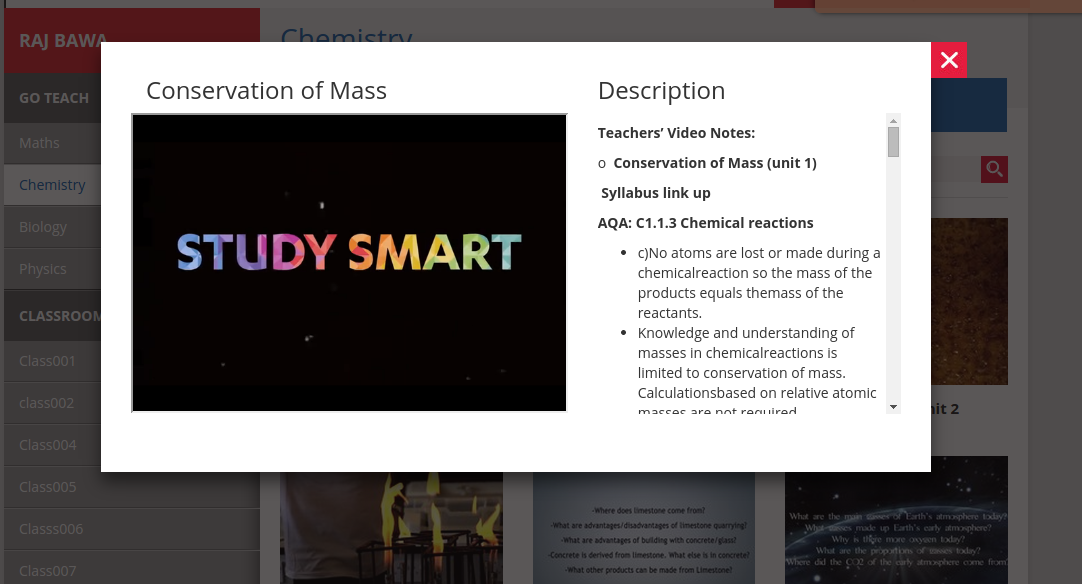 RAJ BAWA
Chemistry
GO TEACH
Maths
Chemistry
Biology
Physics
CLASSROOM
Class001
class002
Class004
Class005
Classs006
Class007
Conservation of Mass
STUDY SMART
Description
Teachers’ Video Notes:
o Conservation of Mass (unit 1)
Syllabus link up
AQA: C1.1.3 Chemical reactions
• c)No atoms are lost or made during a
chemicalreaction so the mass of the
products equals themass of the
reactants.
• Knowledge and understanding of
masses in chemicalreactions is
limited to conservation of mass.
Calculationsbased on relative atomic
masses are not required
nit 2
-Where does limestone come from?
-What are advantages/disadvantages of limestone quarrying?
-What are advantages of building with concrete/glass?
-Concrete is derived from limestone. What else is in concrete?
-What other products can be made from Limestone?
What are the main gasses of Earth's atmosphere today?
What gasses made up Earth's early atmosphere?
Why is there more oxygen today?
What are the proportions of gasses today?
Where did the CO2 of the early atmosphere come from